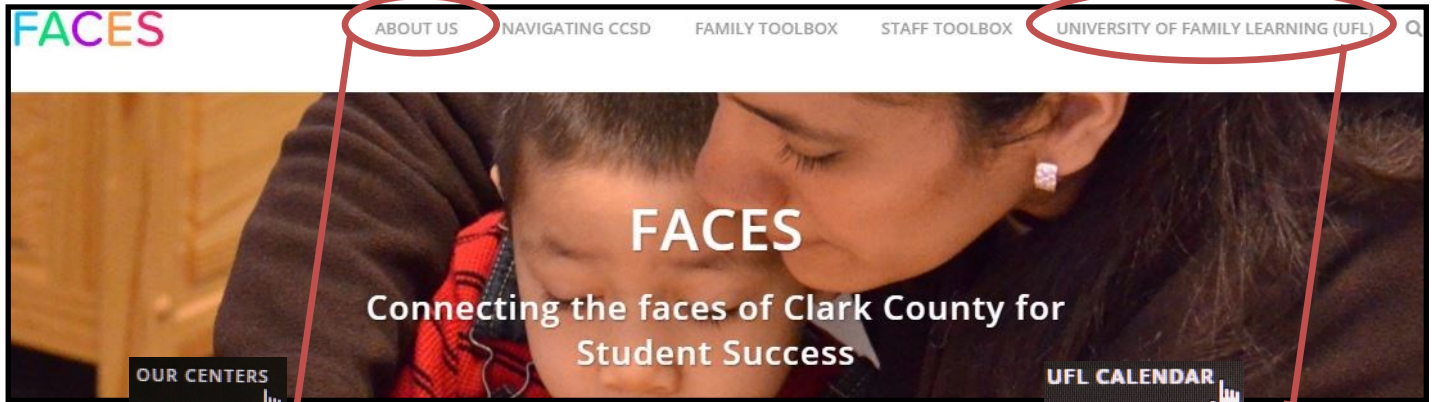 FACES ABOUT US NAVIGATING CCSD FAMILY TOOLBOX STAFF TOOLBOX UNIVERSITY OF FAMILY LEARNING (UFL)
FACES
Connecting the faces of Clark County for
Student Success
OUR CENTERS
UFL CALENDAR